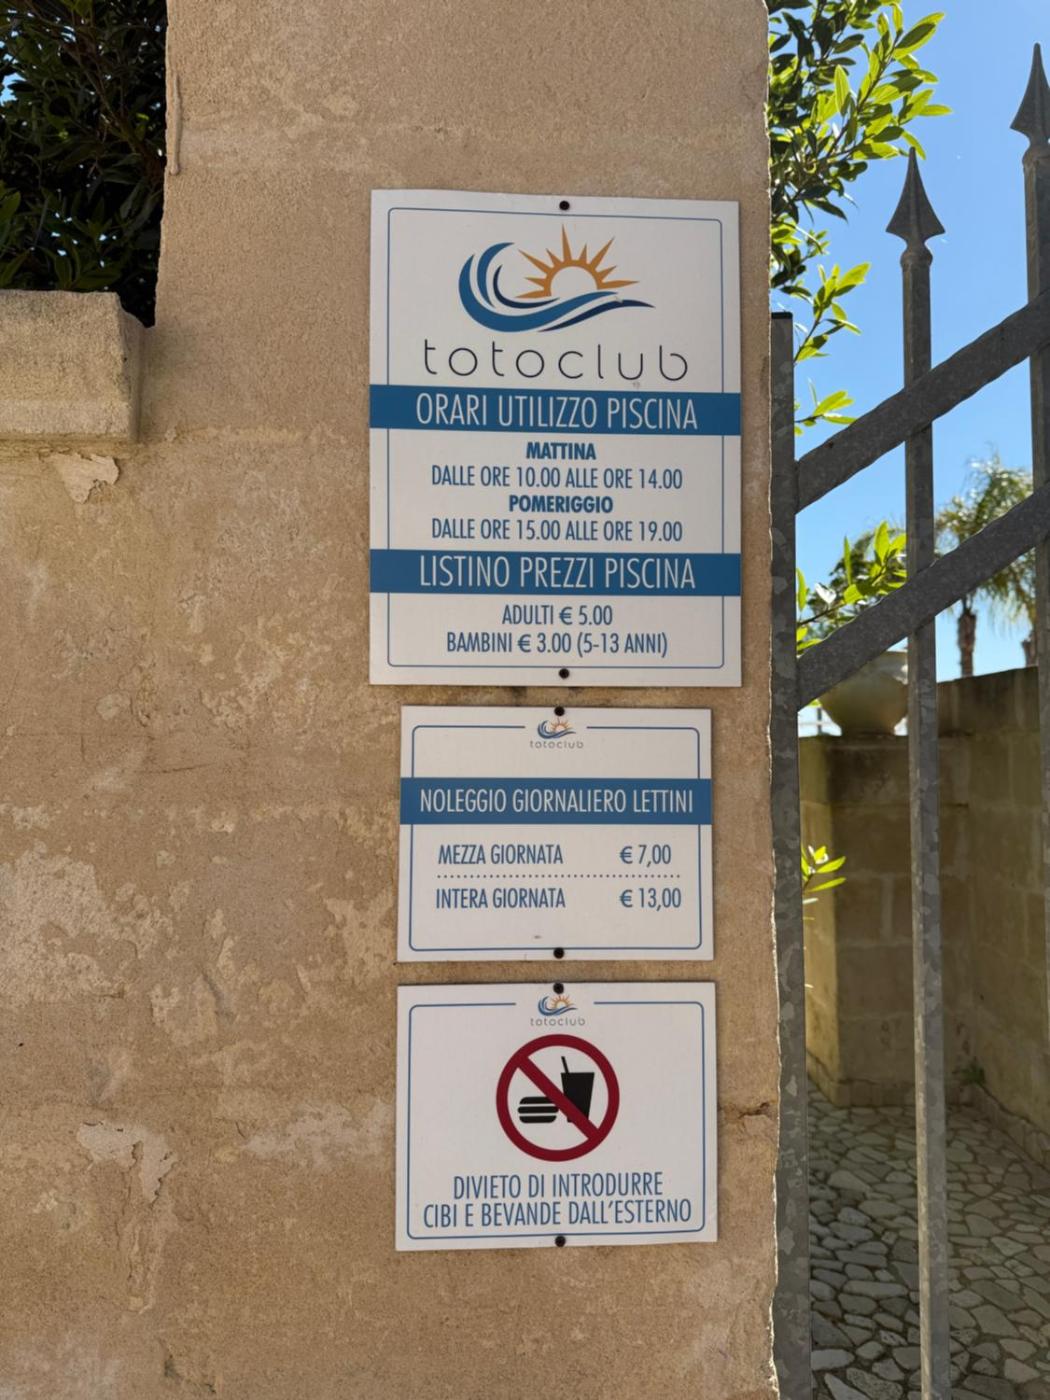 totoclub
ORARI UTILIZZO PISCINA
MATTINA
DALLE ORE 10.00 ALLE ORE 14.00
POMERIGGIO
DALLE ORE 15.00 ALLE ORE 19.00
LISTINO PREZZI PISCINA
ADULTI € 5.00
BAMBINI € 3.00 (5-13 ANNI)
totoclub
NOLEGGIO GIORNALIERO LETTINI
MEZZA GIORNATA € 7,00
INTERA GIORNATA € 13,00
totoclub
DIVIETO DI INTRODURRE
CIBI E BEVANDE DALL'ESTERNO